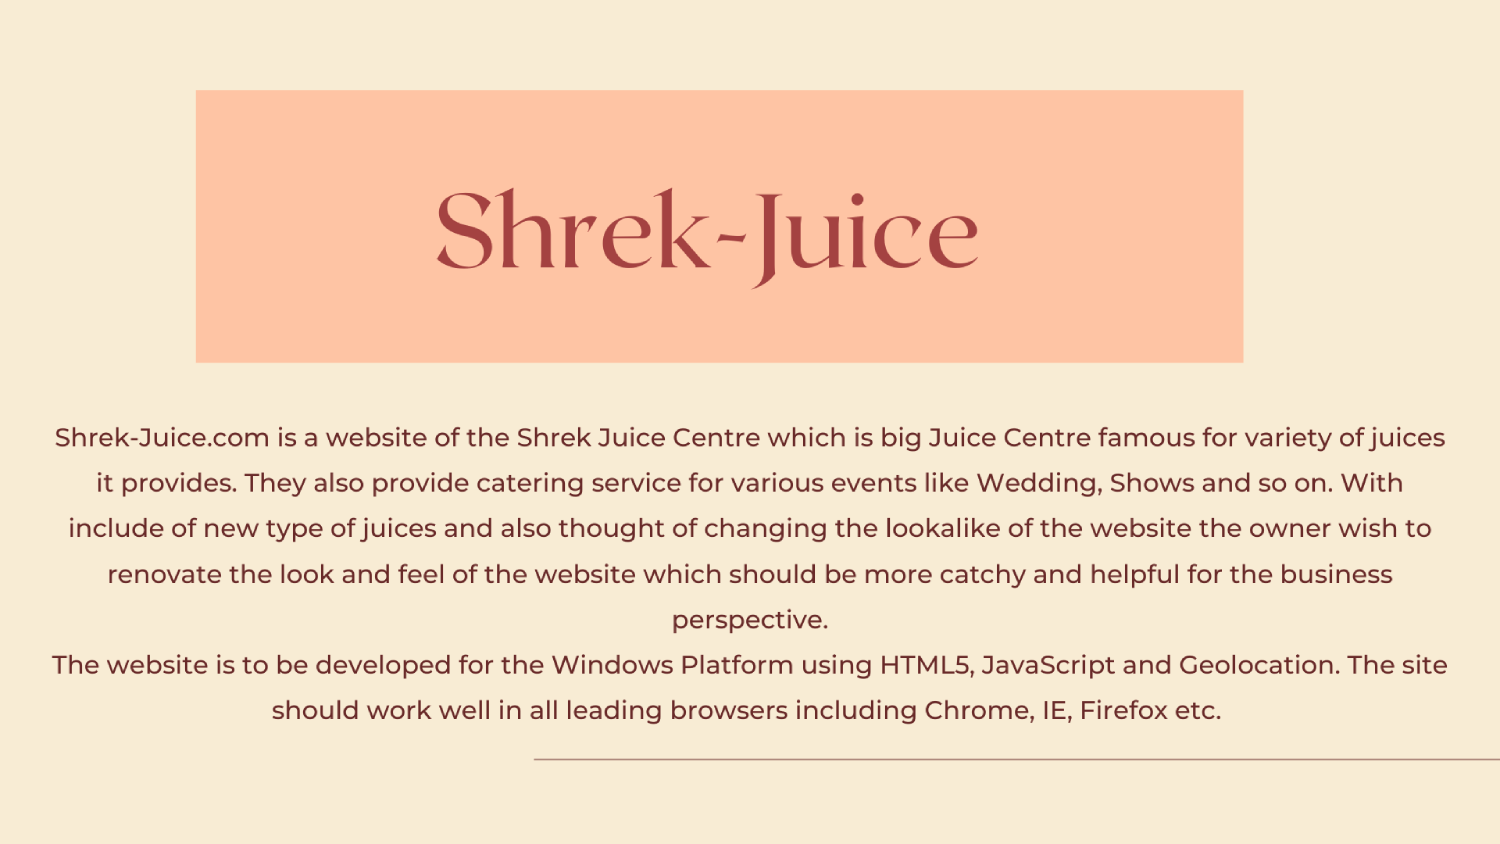 Shrek-Juice
Shrek-Juice.com is a website of the Shrek Juice Centre which is big Juice Centre famous for variety of juices
it provides. They also provide catering service for various events like Wedding, Shows and so on. With
include of new type of juices and also thought of changing the lookalike of the website the owner wish to
renovate the look and feel of the website which should be more catchy and helpful for the business
perspective.
The website is to be developed for the Windows Platform using HTML5, JavaScript and Geolocation. The site
should work well in all leading browsers including Chrome, IE, Firefox etc.